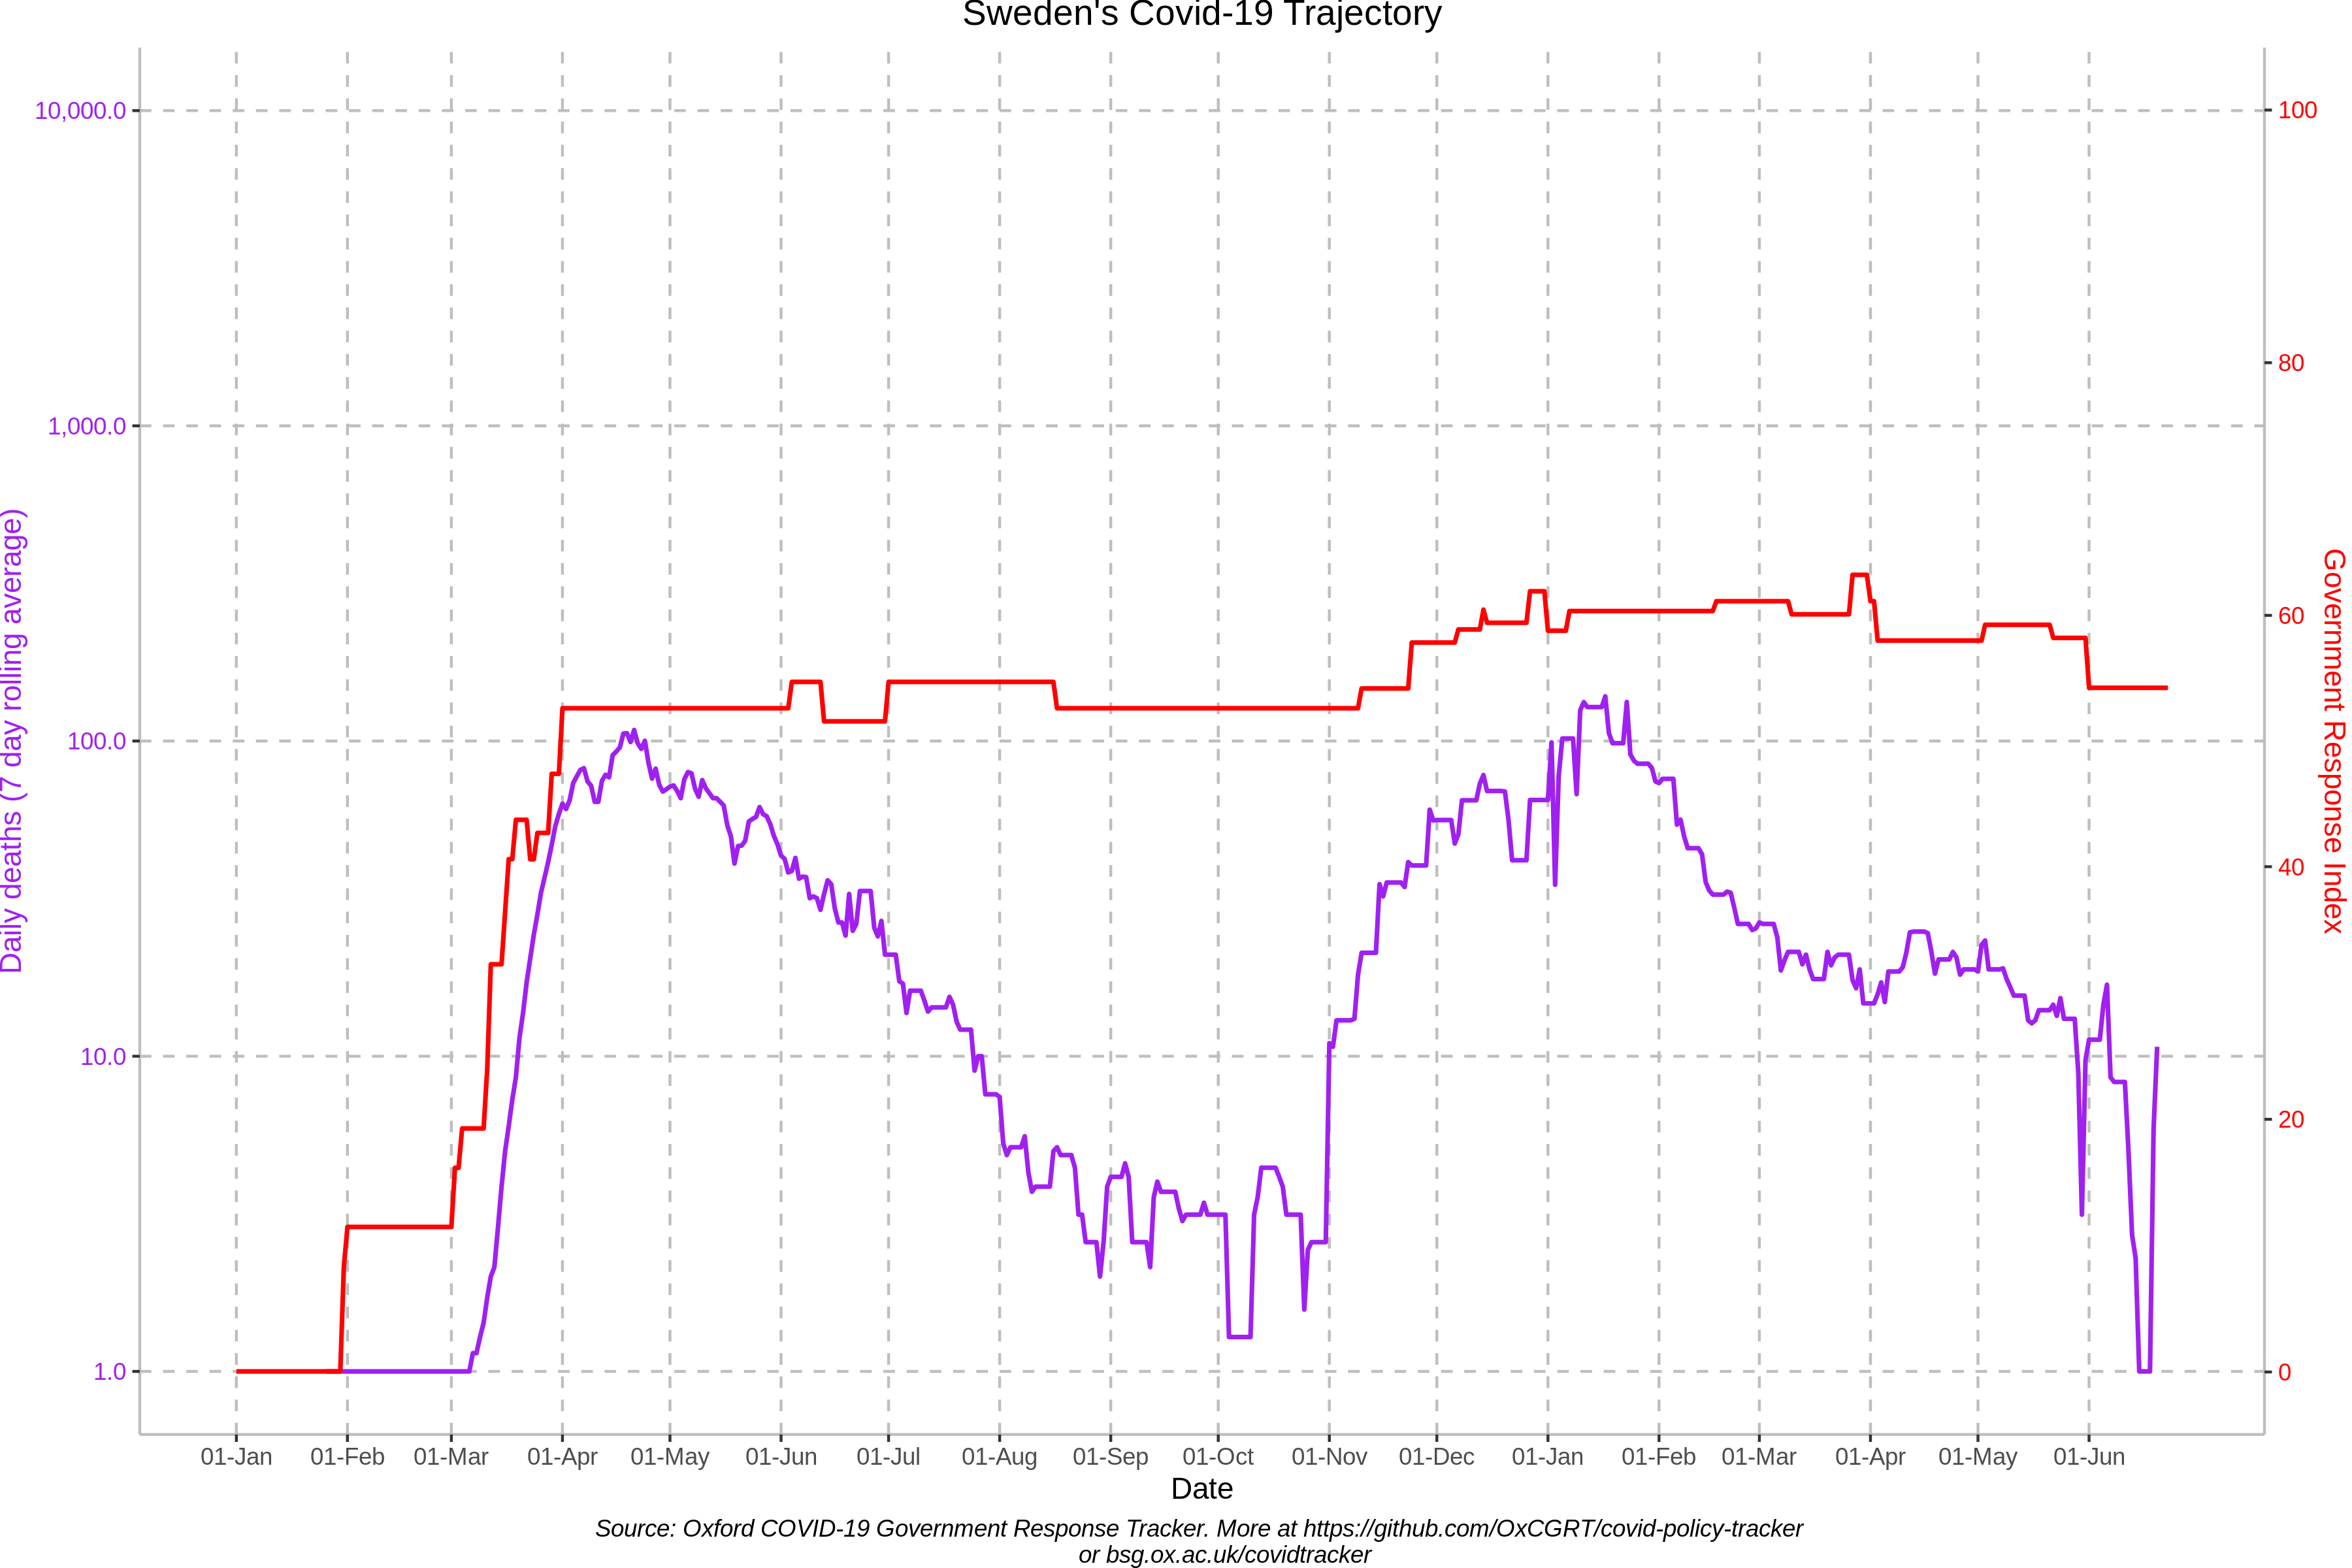 Sweden's Covid-19 Trajectory
10,000.0
1,000.0
100.0
10.0
1.0
Daily deaths (7 day rolling average)
100
80
60
40
20
0
Government Response Index
01-Jan 01-Feb 01-Mar 01-Apr 01-May 01-Jun 01-Jul 01-Aug 01-Sep 01-Oct 01-Nov 01-Dec 01-Jan 01-Feb 01-Mar 01-Apr 01-May 01-Jun
Date
Source: Oxford COVID-19 Government Response Tracker. More at https://github.com/OxCGRT/covid-policy-tracker
or bsg.ox.ac.uk/covidtracker